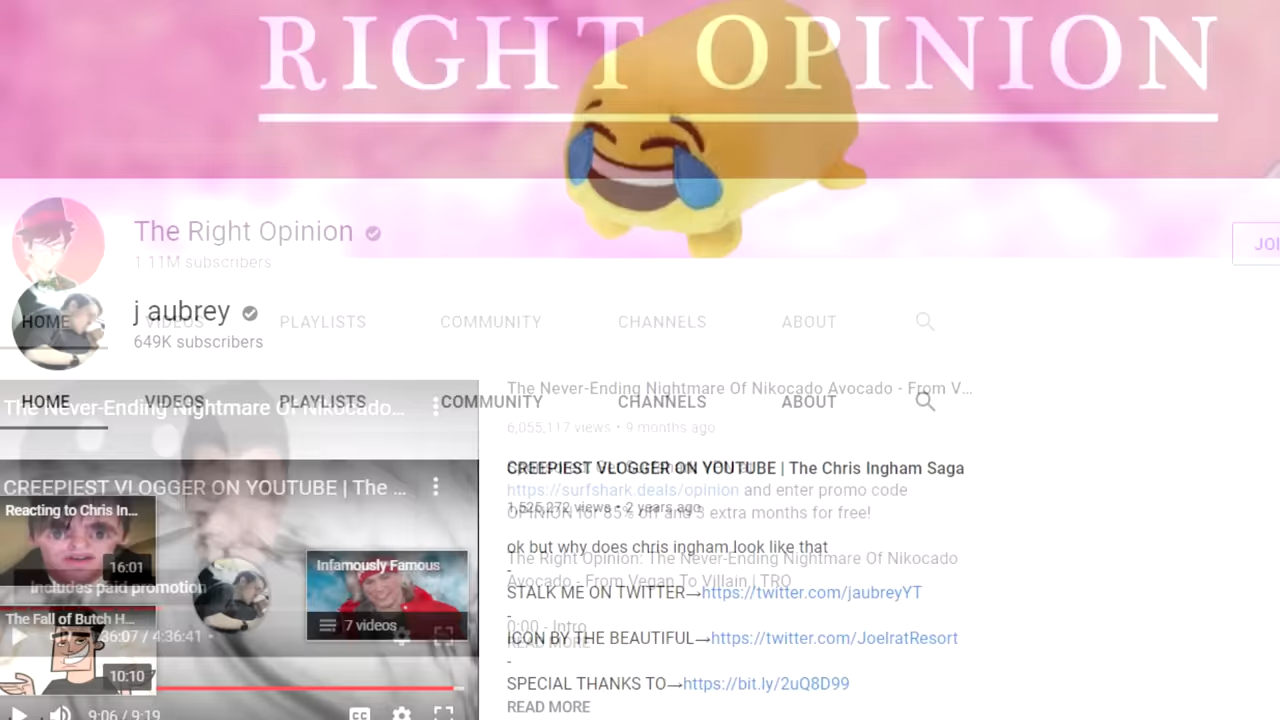 RIGHT OPINION
The Right Opinion
1.11M subscribers
JOI
j aubrey
649K subscribers
HOME VIDEOS PLAYLISTS COMMUNITY CHANNELS ABOUT
HOME VIDEOS PLAYLISTS COMMUNITY CHANNELS ABOUT
The Never-Ending Nightmare Of Nikocado...
The Never-Ending Nightmare Of Nikocado Avocado - From V...
6,055,117 views • 9 months ago
CREEPIEST VLOGGER ON YOUTUBE | The ...
CREEPIEST VLOGGER ON YOUTUBE | The Chris Ingham Saga
https://surfshark.deals/opinion and enter promo code
1,525,272 views • 2 years ago
OPINION for 85% off and 3 extra months for free!
ok but why does chris ingham look like that
-
The Right Opinion: The Never-Ending Nightmare Of Nikocado
Avocado - From Vegan To Villain | TRO
STALK ME ON TWITTER→https://twitter.com/jaubreyYT
-
0:00 - Intro
ICON BY THE BEAUTIFUL→https://twitter.com/JoelratResort
READ MORE
-
SPECIAL THANKS TO→https://bit.ly/2uQ8D99
READ MORE
Reacting to Chris In...
16:01
Includes paid promotion
Infamously Famous
7 videos
The Fall of Butch H...
36:07 / 4:36:41 •
10:10
9:06 / 9:19
CC